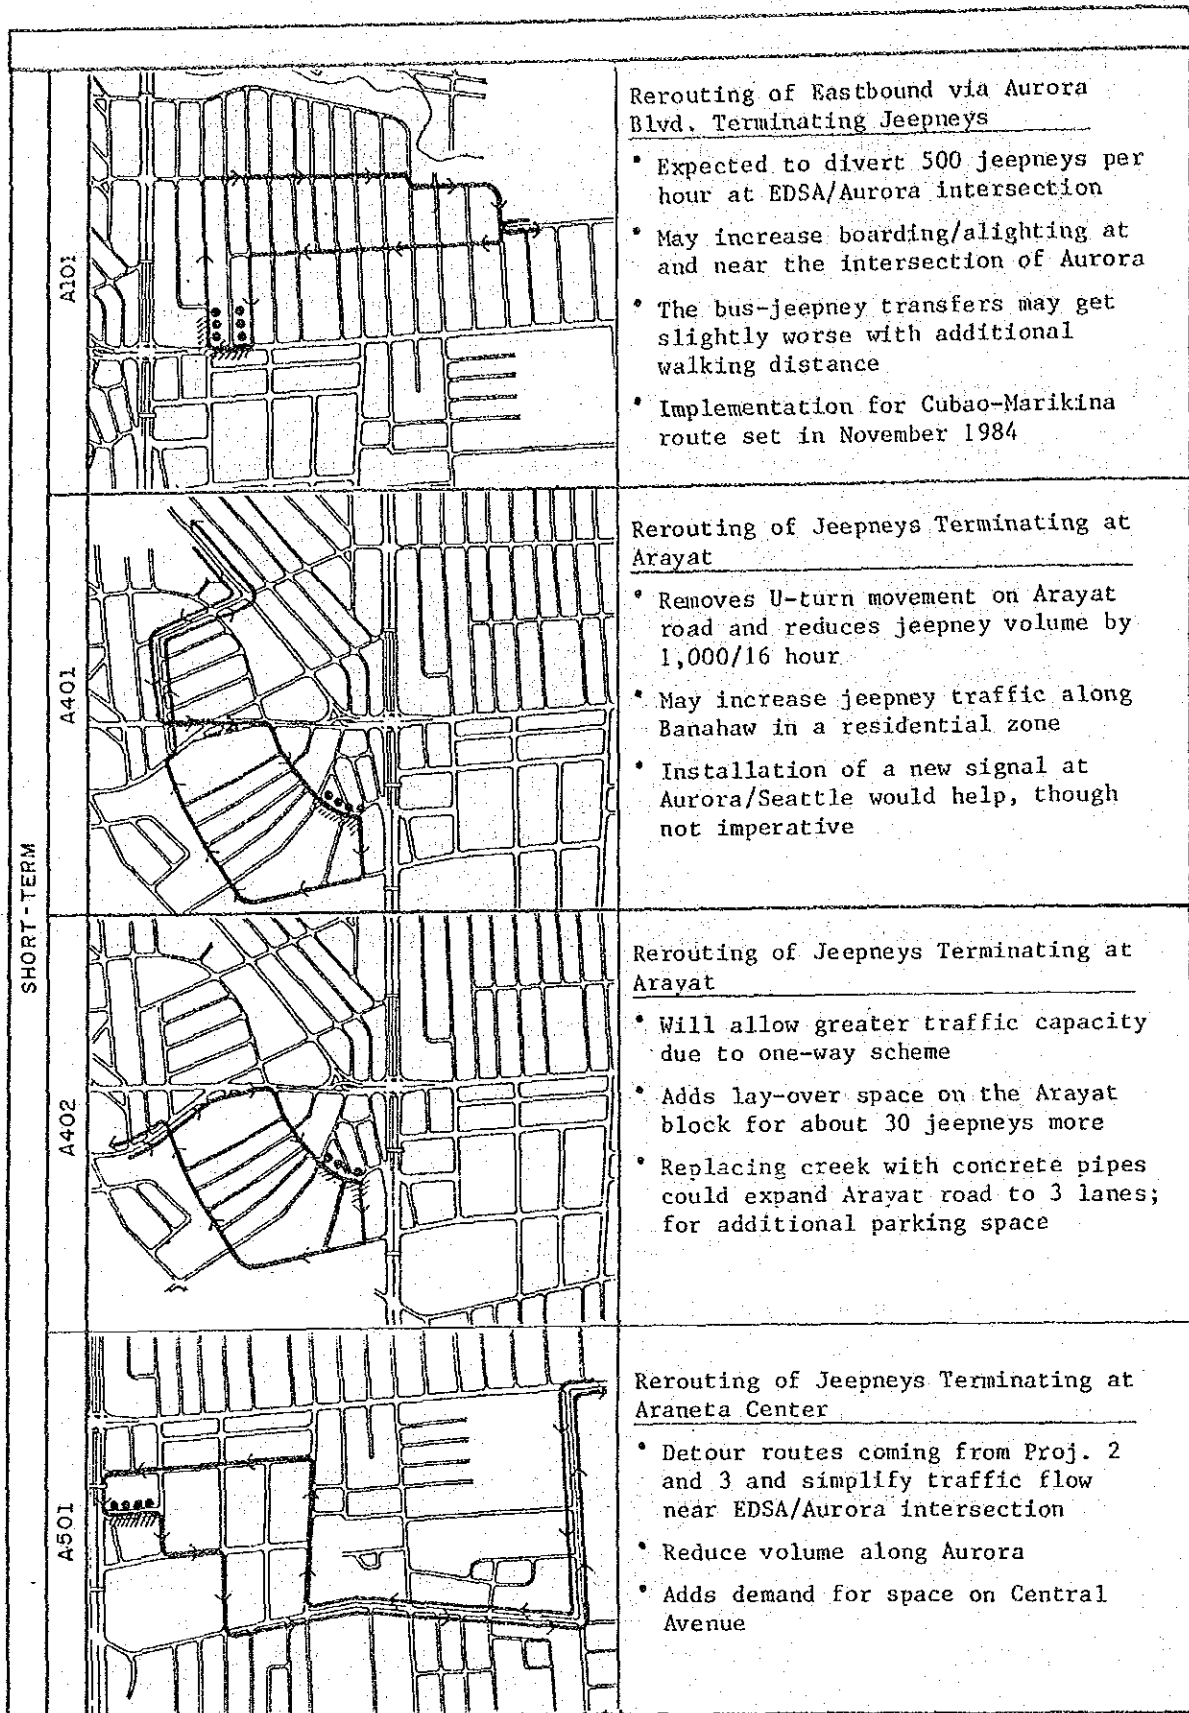 SHORT-TERM
A101
Rerouting of Eastbound via Aurora
Blvd. Terminating Jeepneys
• Expected to divert 500 jeepneys per
hour at EDSA/Aurora intersection
• May increase boarding/alighting at
and near the intersection of Aurora
• The bus-jeepney transfers may get
slightly worse with additional
walking distance
• Implementation for Cubao-Marikina
route set in November 1984
A401
Rerouting of Jeepneys Terminating at
Arayat
• Removes U-turn movement on Arayat
road and reduces jeepney volume by
1,000/16 hour
• May increase jeepney traffic along
Banahaw in a residential zone
• Installation of a new signal at
Aurora/Seattle would help, though
not imperative
A402
Rerouting of Jeepneys Terminating at
Arayat
• Will allow greater traffic capacity
due to one-way scheme
• Adds lay-over space on the Arayat
block for about 30 jeepneys more
• Replacing creek with concrete pipes
could expand Arayat road to 3 lanes;
for additional parking space
A501
Rerouting of Jeepneys Terminating at
Araneta Center
• Detour routes coming from Proj. 2
and 3 and simplify traffic flow
near EDSA/Aurora intersection
• Reduce volume along Aurora
• Adds demand for space on Central
Avenue